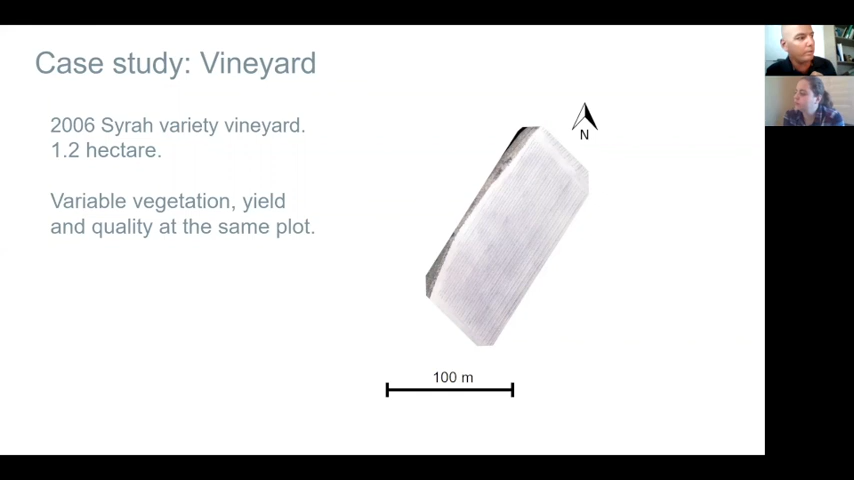 Case study: Vineyard
2006 Syrah variety vineyard.
1.2 hectare.
Variable vegetation, yield
and quality at the same plot.
N
100 m